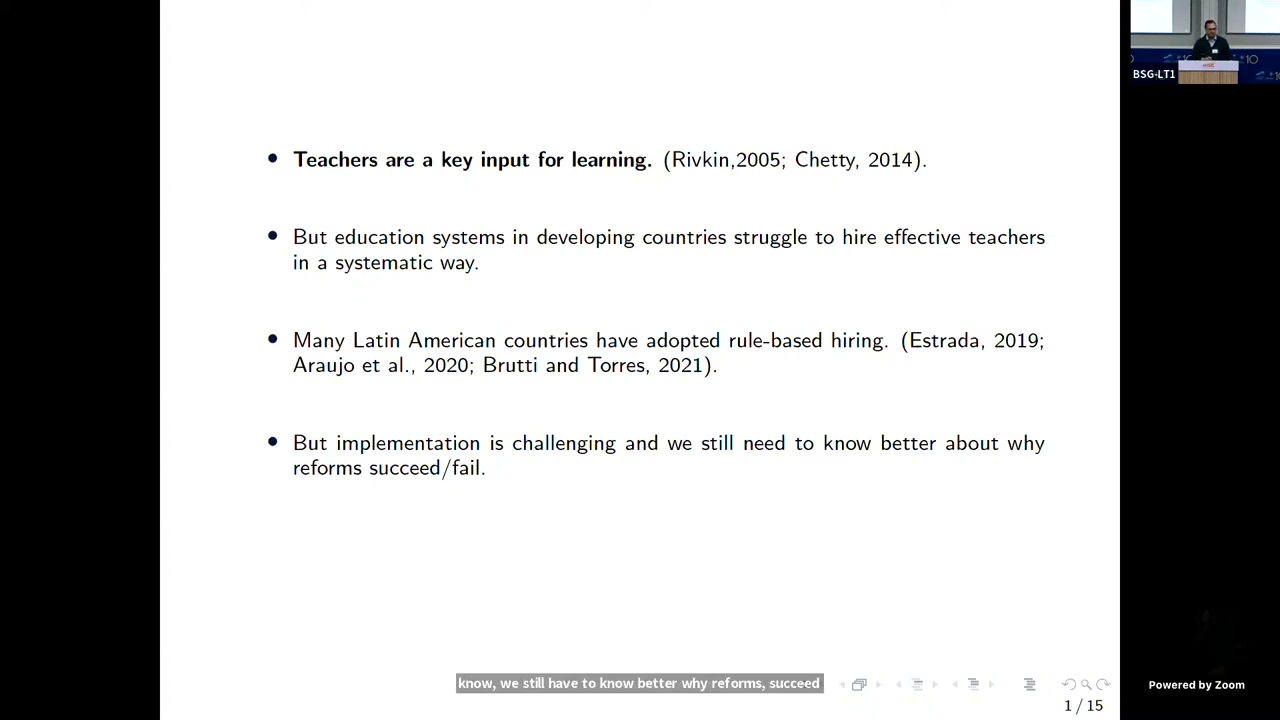 Teachers are a key input for learning. (Rivkin,2005; Chetty, 2014).
But education systems in developing countries struggle to hire effective teachers
in a systematic way.
Many Latin American countries have adopted rule-based hiring. (Estrada, 2019;
Araujo et al., 2020; Brutti and Torres, 2021).
But implementation is challenging and we still need to know better about why
reforms succeed/fail.
know, we still have to know better why reforms, succeed
1 / 15
BSG-LT1
Powered by Zoom